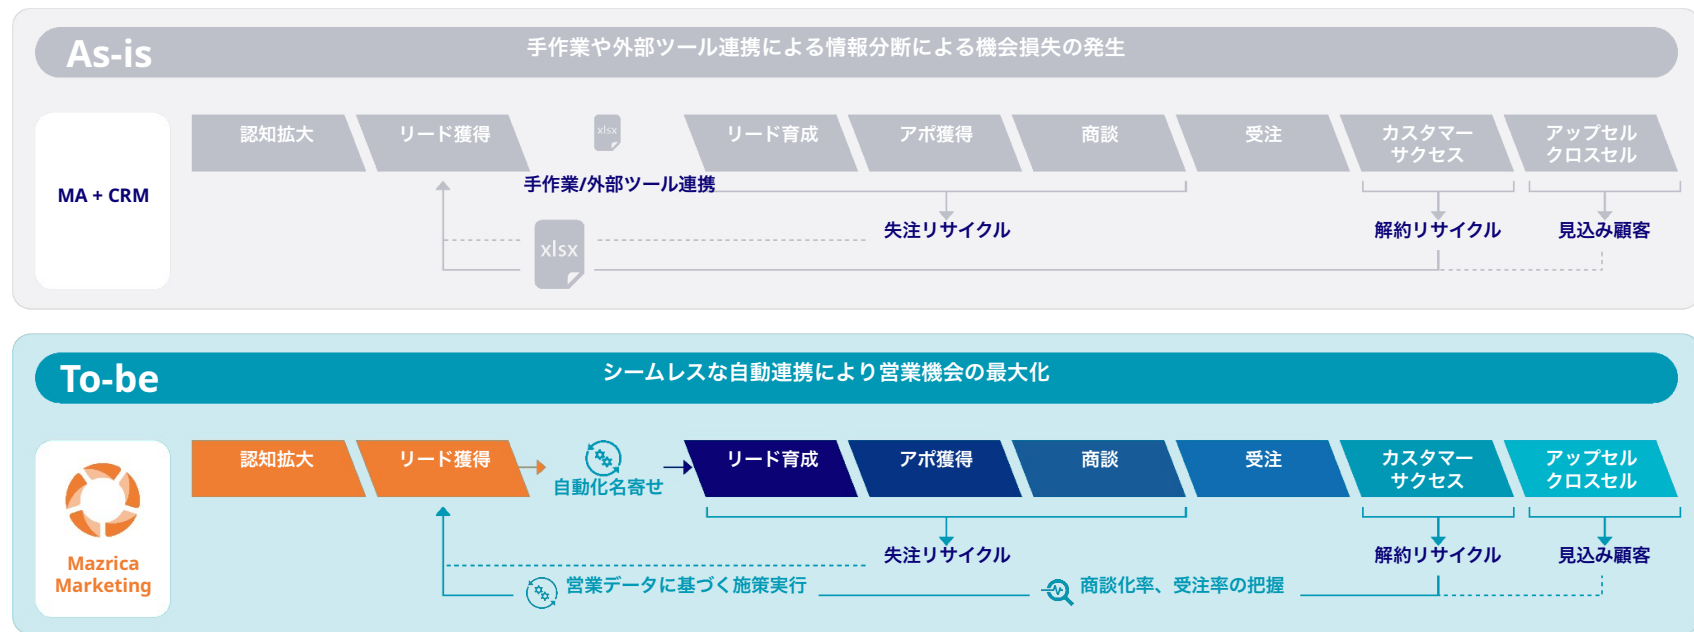 As-is
手作業や外部ツール連携による情報分断による機会損失の発生
MA + CRM
認知拡大
リード獲得
xlsx
リード育成
アポ獲得
商談
受注
カスタマー
サクセス
アップセル
クロスセル
手作業/外部ツール連携
失注リサイクル
解約リサイクル
見込み顧客
xlsx
To-be
シームレスな自動連携により営業機会の最大化
Mazrica
Marketing
認知拡大
リード獲得
自動化名寄せ
リード育成
アポ獲得
商談
受注
カスタマー
サクセス
アップセル
クロスセル
失注リサイクル
解約リサイクル
見込み顧客
営業データに基づく施策実行
商談化率、受注率の把握